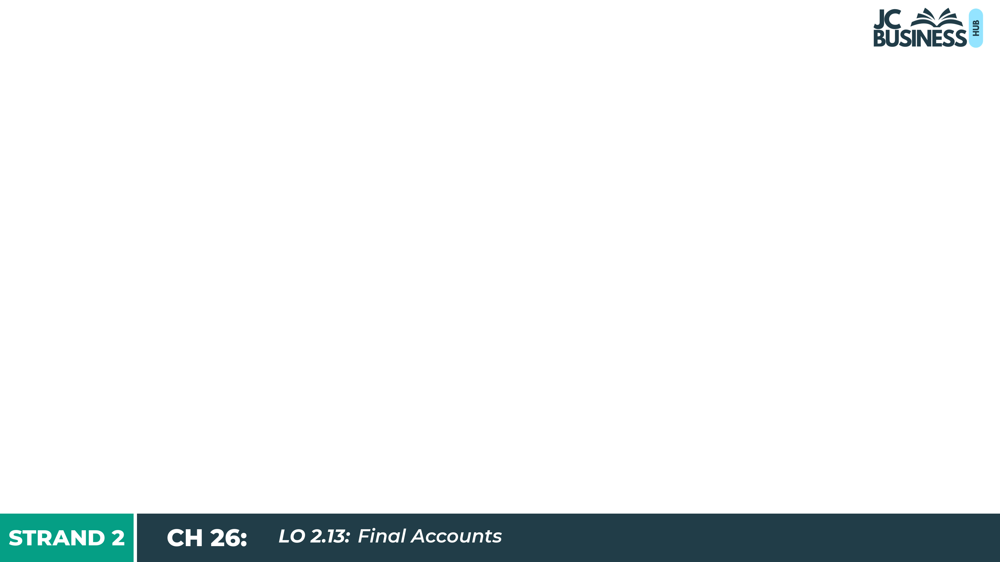 JC
BUSINESS
HUB
STRAND 2
CH 26:
LO 2.13: Final Accounts